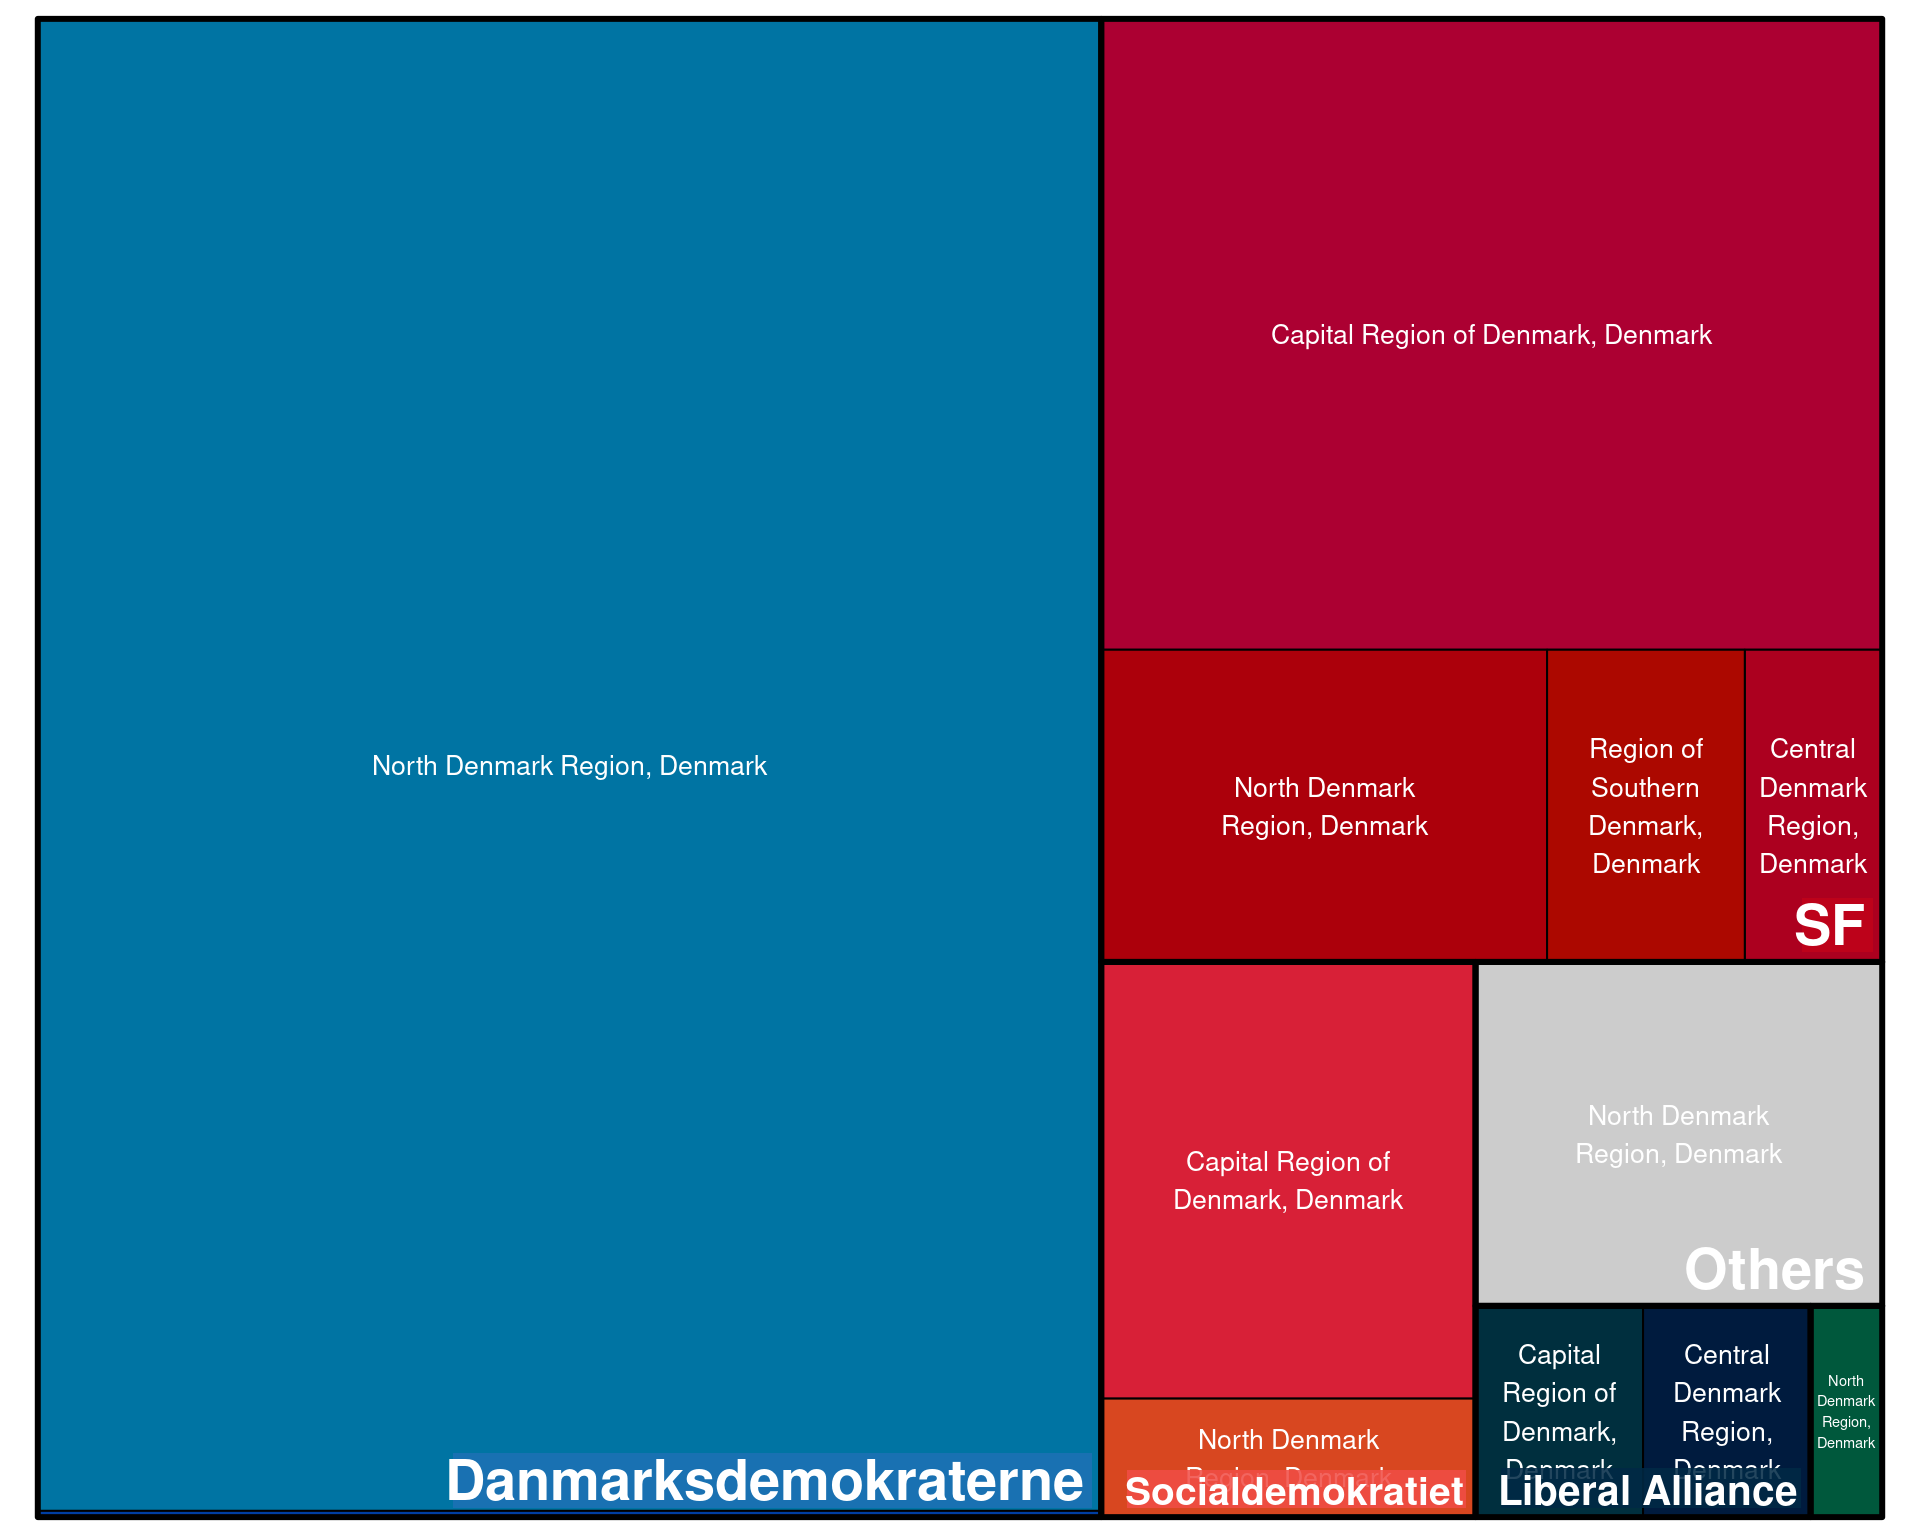 North Denmark Region, Denmark
Danmarksdemokraterne
Capital Region of Denmark, Denmark
North Denmark
Region, Denmark
Region of
Southern
Denmark,
Denmark
Central
Denmark
Region,
Denmark
SF
Capital Region of
Denmark, Denmark
North Denmark
Region, Denmark
Socialdemokratiet
North Denmark
Region, Denmark
Others
Capital
Region of
Denmark,
Denmark
Central
Denmark
Region,
Denmark
Liberal Alliance
North
Denmark
Region,
Denmark